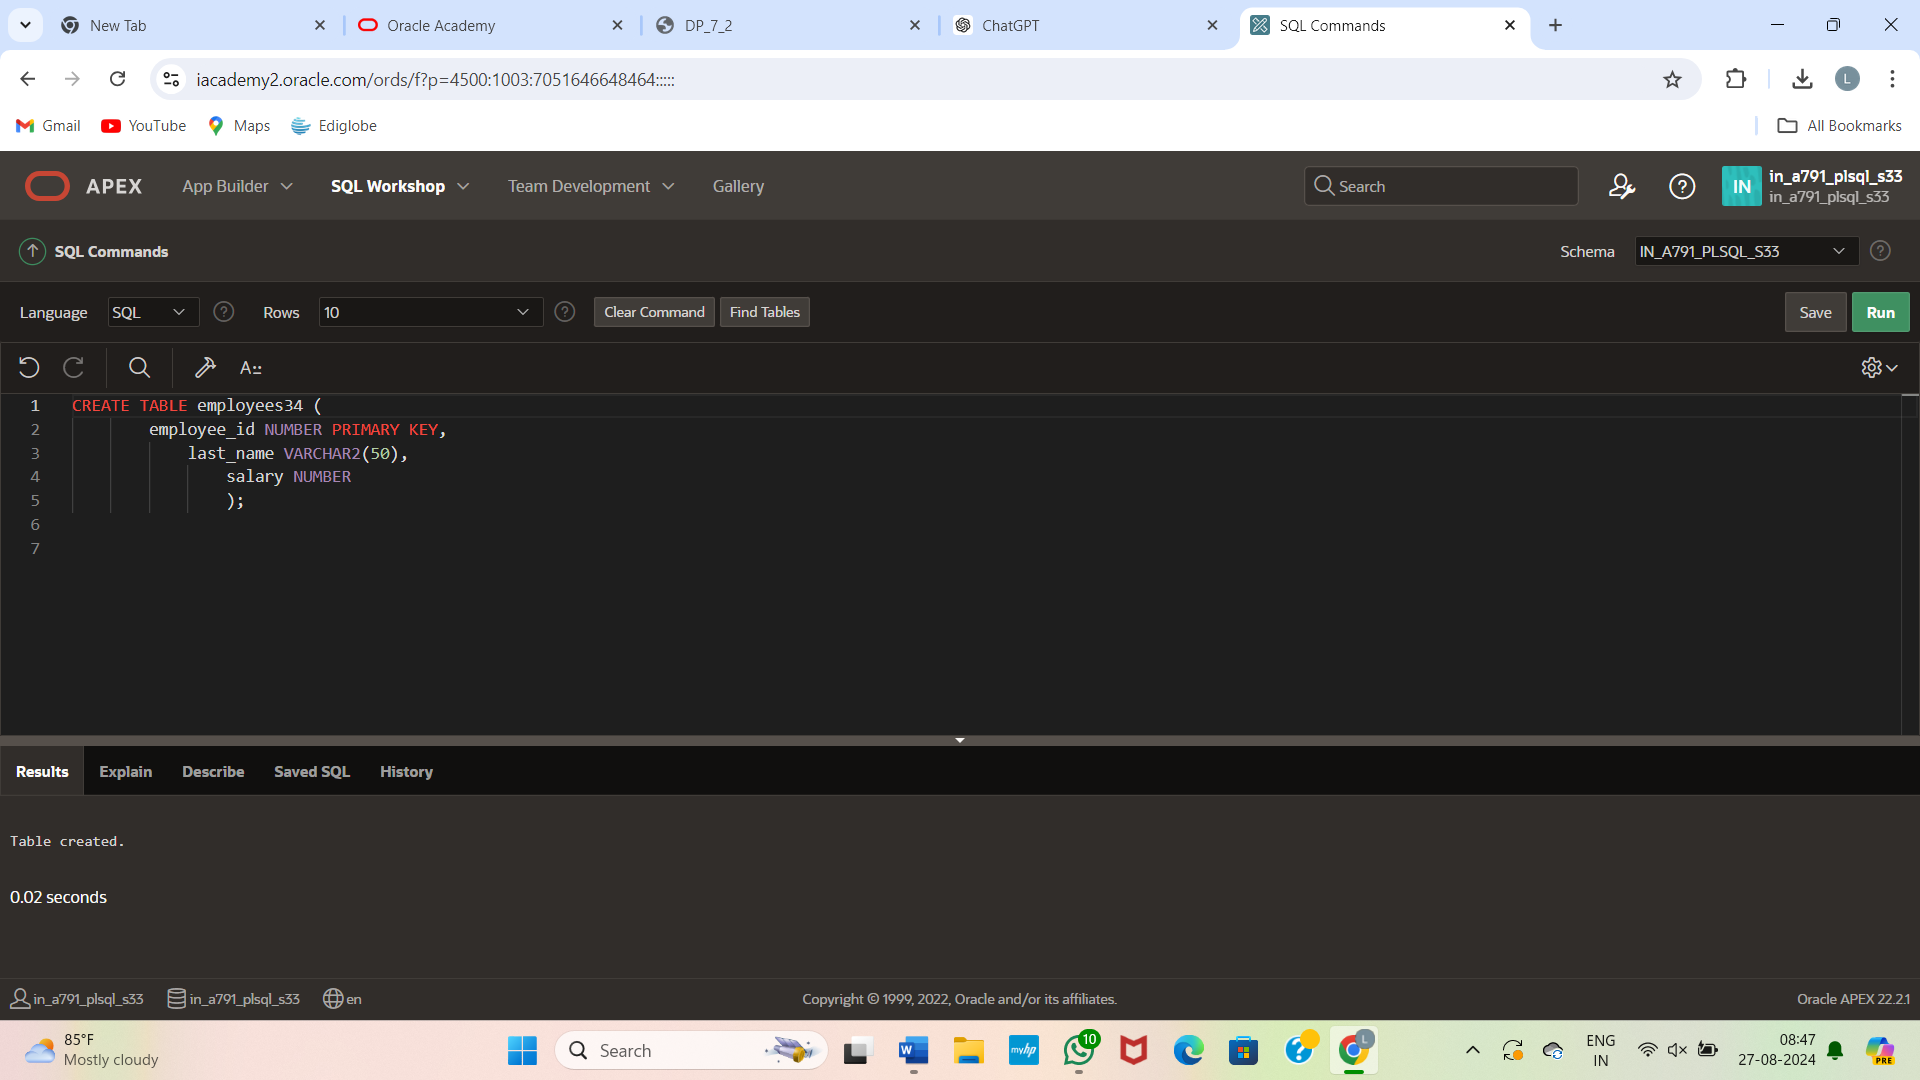 New Tab
Oracle Academy
DP_7_2
ChatGPT
SQL Commands
iacademy2.oracle.com/ords/f?p=4500:1003:7051646648464:::::
L
Gmail
YouTube
Maps
Ediglobe
All Bookmarks
APEX
App Builder
SQL Workshop
Team Development
Gallery
Search
IN
in_a791_plsql_s33
in_a791_plsql_s33
SQL Commands
Schema
IN_A791_PLSQL_S33
Language
SQL
Rows
10
Clear Command
Find Tables
Save
Run
A::
1 CREATE TABLE employees34 (
2 employee_id NUMBER PRIMARY KEY,
3 last_name VARCHAR2(50),
4 salary NUMBER
5 );
6
7
Results
Explain
Describe
Saved SQL
History
Table created.
0.02 seconds
in_a791_plsql_s33
in_a791_plsql_s33
en
Copyright © 1999, 2022, Oracle and/or its affiliates.
Oracle APEX 22.2.1
85°F
Mostly cloudy
Search
W
myhp
10
L
ENG
IN
08:47
27-08-2024
PRE